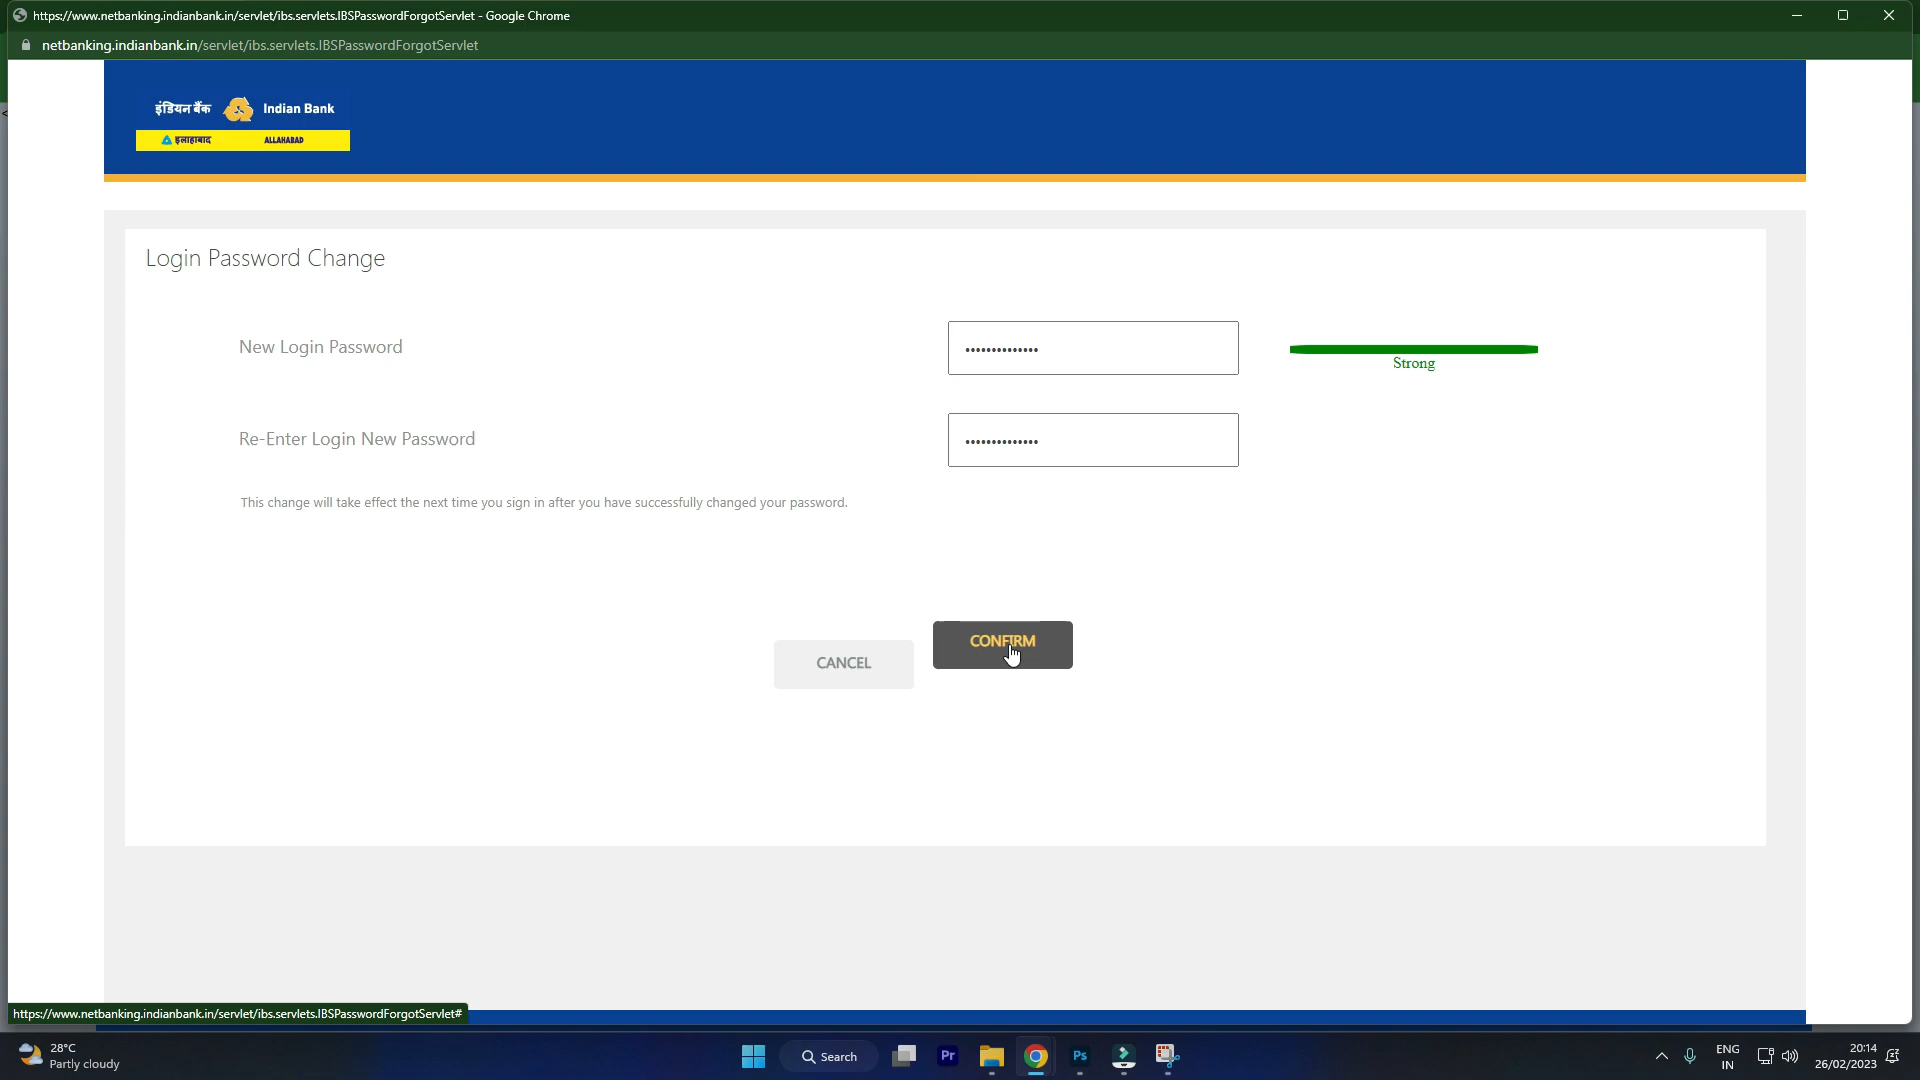 https://www.netbanking.indianbank.in/servlet/ibs.servlets.IBSPasswordForgotServlet - Google Chrome
netbanking.indianbank.in/servlet/ibs.servlets.IBSPasswordForgotServlet
इंडियन बैंक Indian Bank
इलाहाबाद ALLAHABAD
Login Password Change
New Login Password ••••••••••••••
Strong
Re-Enter Login New Password ••••••••••••••
This change will take effect the next time you sign in after you have successfully changed your password.
CONFIRM
CANCEL
https://www.netbanking.indianbank.in/servlet/ibs.servlets.IBSPasswordForgotServlet#
28°C
Partly cloudy
Search
Pr
Ps
ENG
IN
20:14
26/02/2023